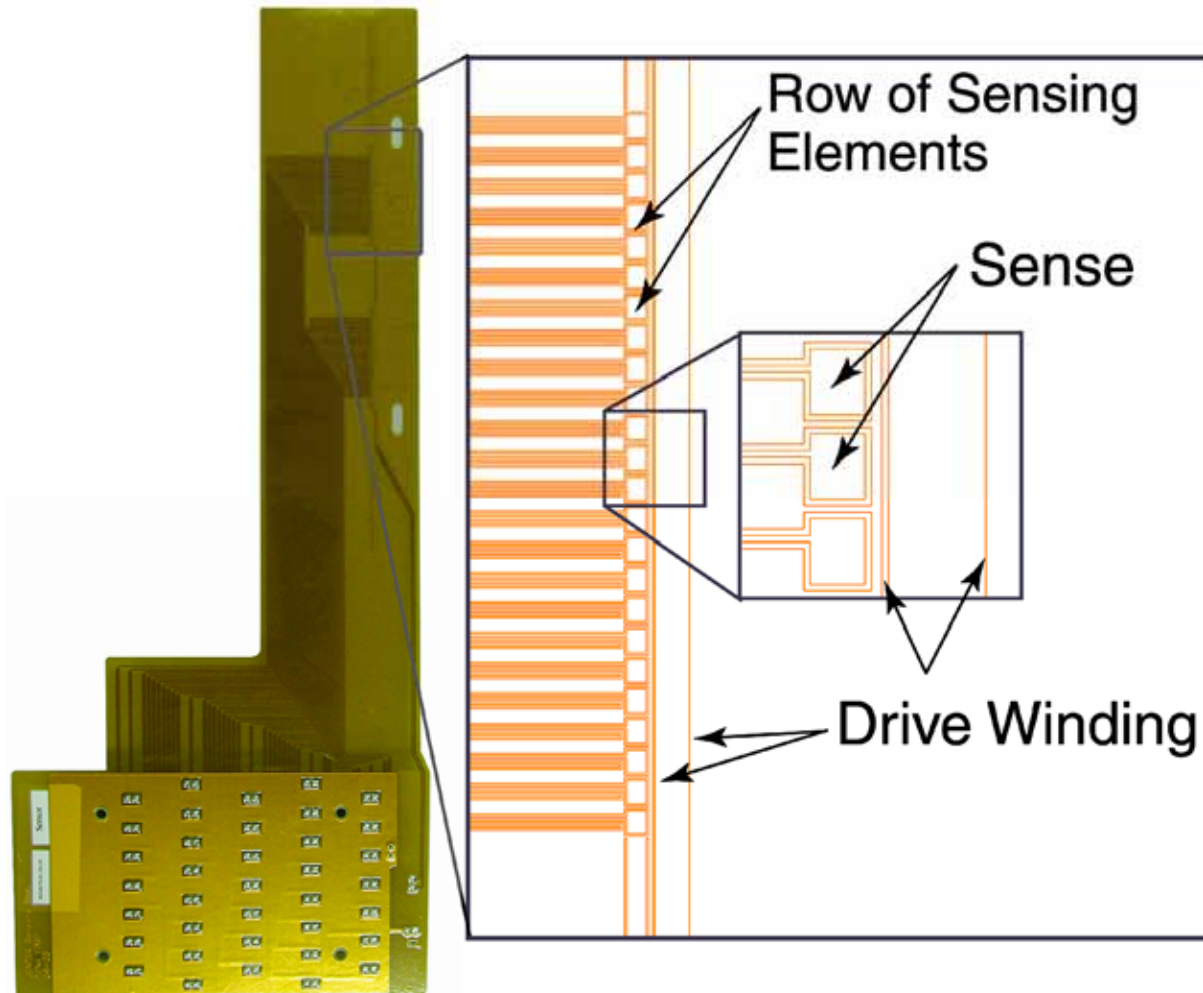 Row of Sensing
Elements
Sense
Drive Winding
Sensor